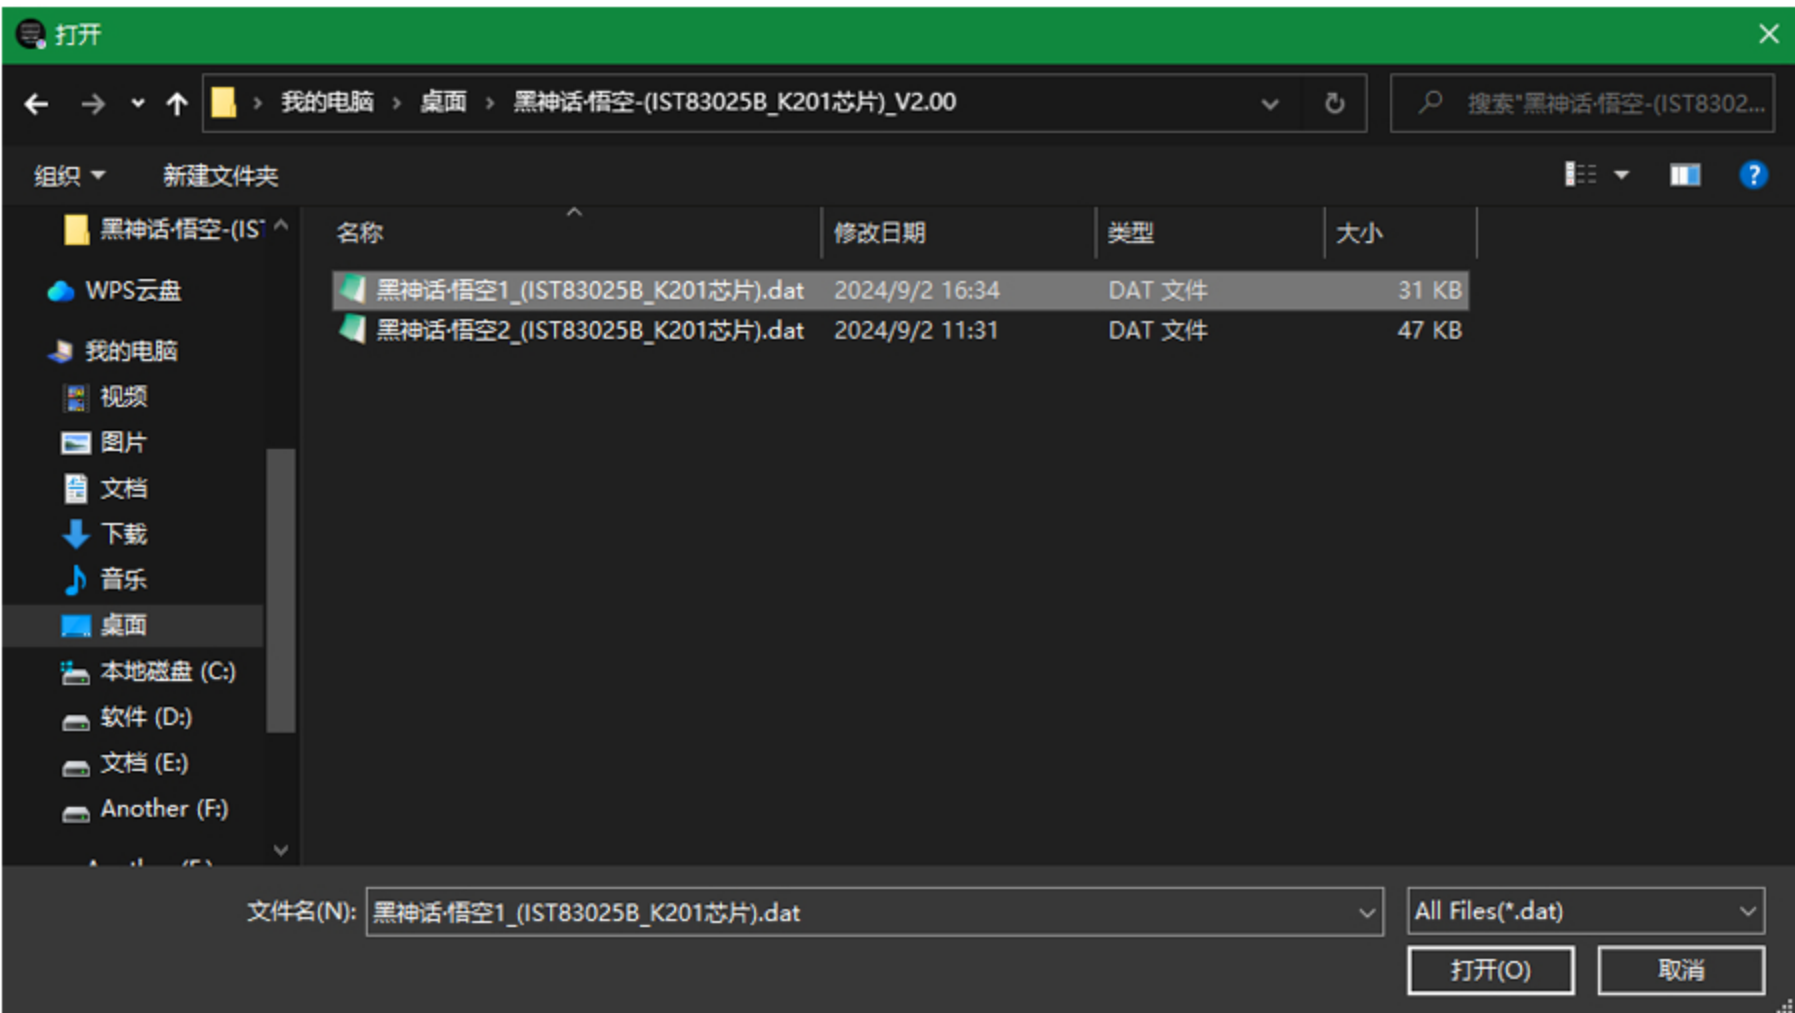 打开
我的电脑 › 桌面 › 黑神话·悟空-(IST83025B_K201芯片)_V2.00
搜索"黑神话·悟空-(IST8302...
组织
新建文件夹
黑神话·悟空-(IST
WPS云盘
我的电脑
视频
图片
文档
下载
音乐
桌面
本地磁盘 (C:)
软件 (D:)
文档 (E:)
Another (F:)
名称 修改日期 类型 大小
黑神话·悟空1_(IST83025B_K201芯片).dat 2024/9/2 16:34 DAT 文件 31 KB
黑神话·悟空2_(IST83025B_K201芯片).dat 2024/9/2 11:31 DAT 文件 47 KB
文件名(N): 黑神话·悟空1_(IST83025B_K201芯片).dat
All Files(*.dat)
打开(O)
取消